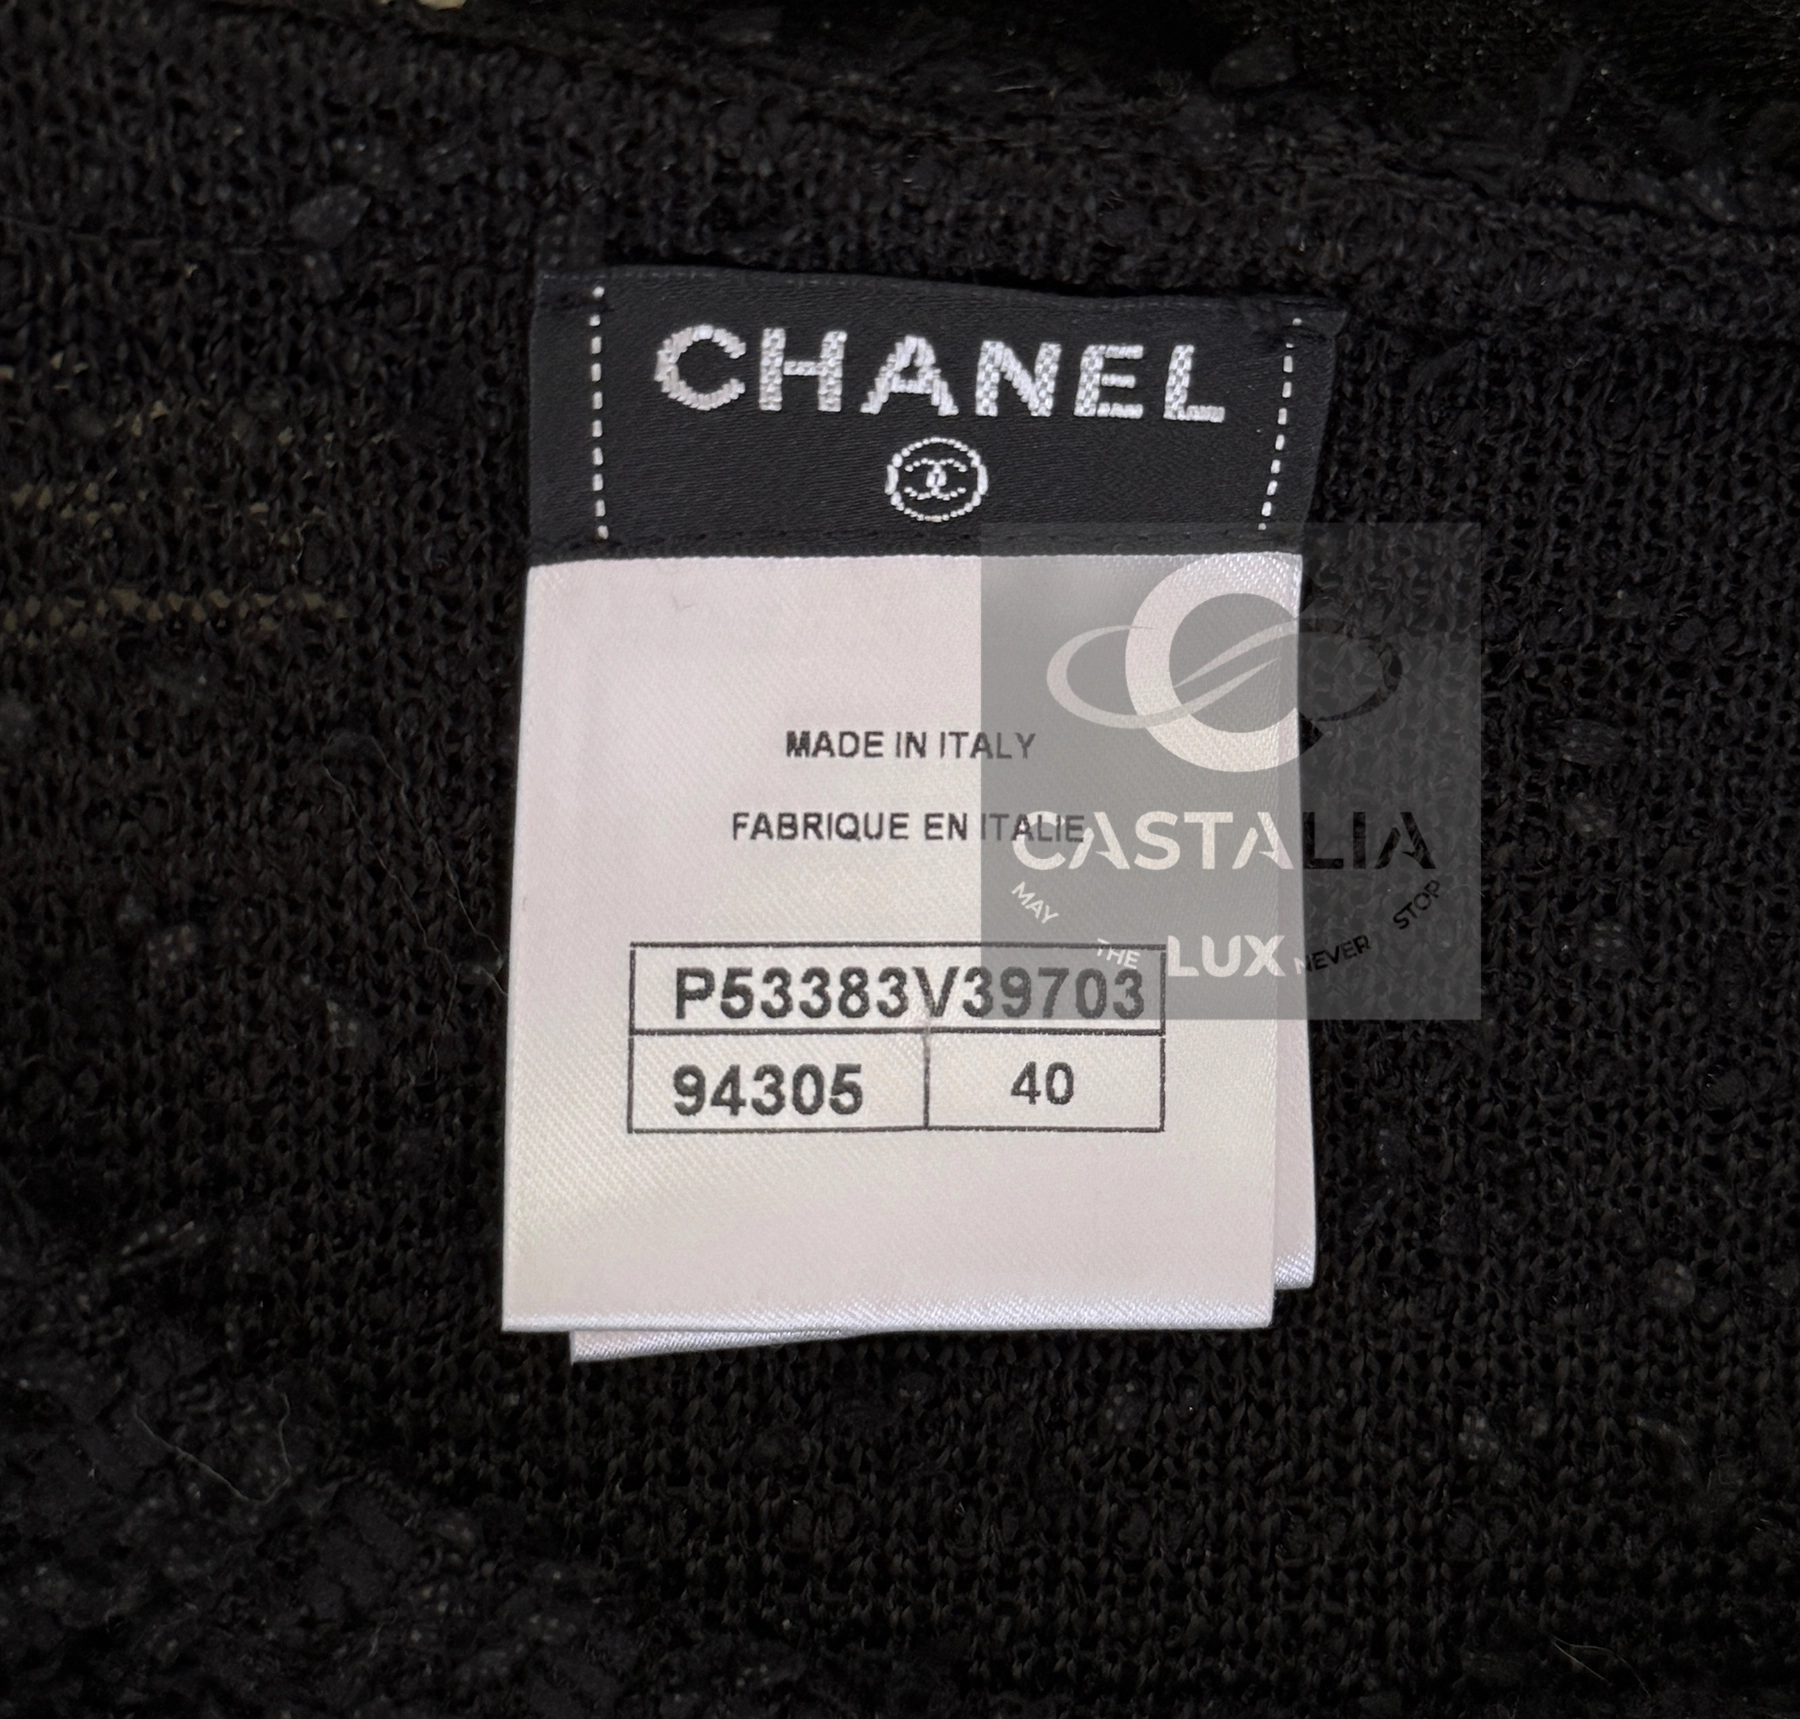 CHANEL
MADE IN ITALY
FABRIQUE EN ITALIE
P53383V39703
94305 40
CASTALIA
MAY THE LUX NEVER STOP